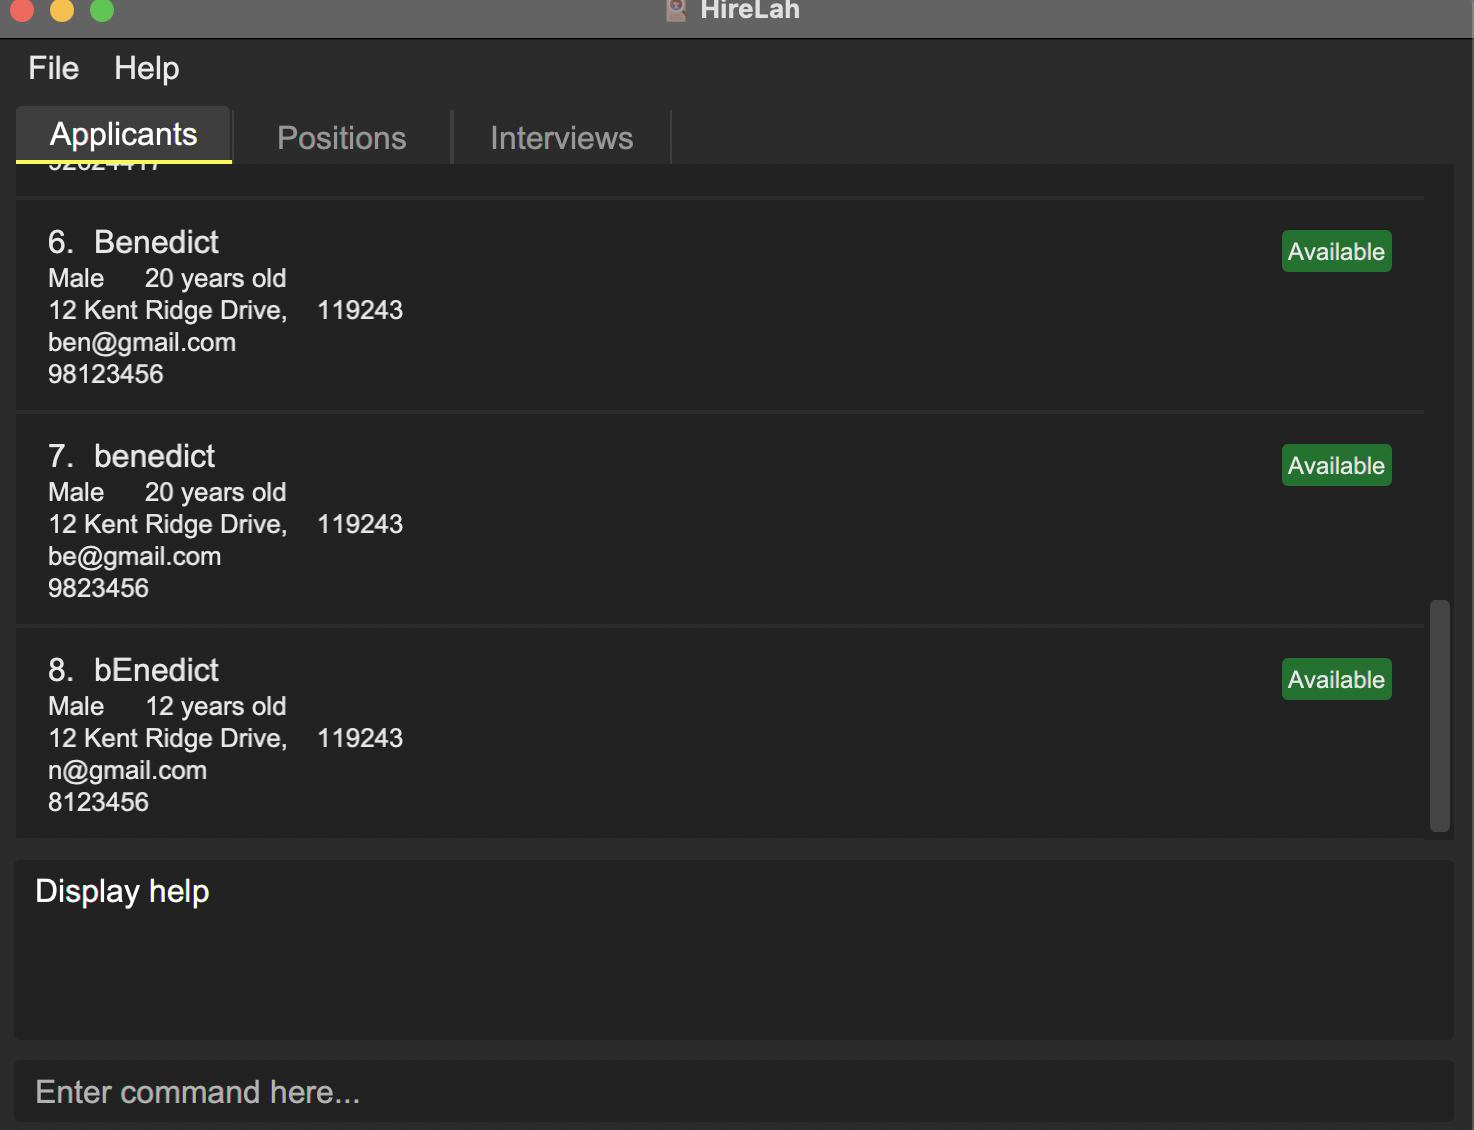 HireLah
File Help
Applicants Positions Interviews
6. Benedict Available
Male 20 years old
12 Kent Ridge Drive, 119243
ben@gmail.com
98123456
7. benedict Available
Male 20 years old
12 Kent Ridge Drive, 119243
be@gmail.com
9823456
8. bEnedict Available
Male 12 years old
12 Kent Ridge Drive, 119243
n@gmail.com
8123456
Display help
Enter command here...